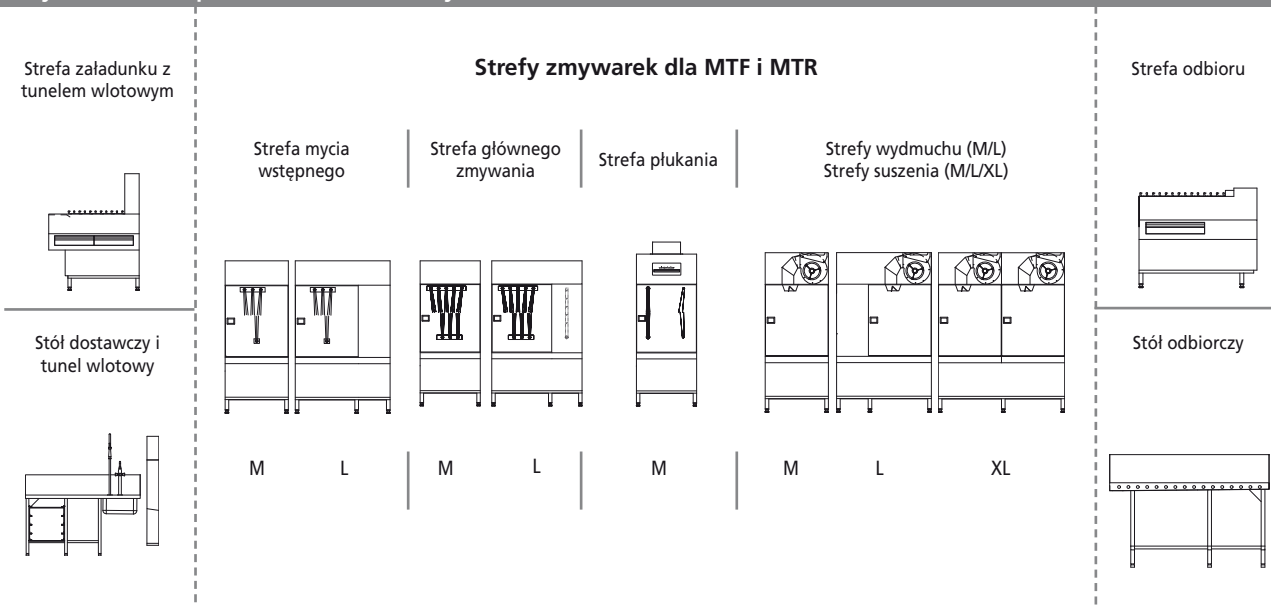 Strefa załadunku z
tunelem wlotowym
Stół dostawczy i
tunel wlotowy
Strefy zmywarek dla MTF i MTR
Strefa mycia
wstępnego
Strefa głównego
zmywania
Strefa płukania
Strefy wydmuchu (M/L)
Strefy suszenia (M/L/XL)
M
L
M
L
M
M
L
XL
Strefa odbioru
Stół odbiorczy